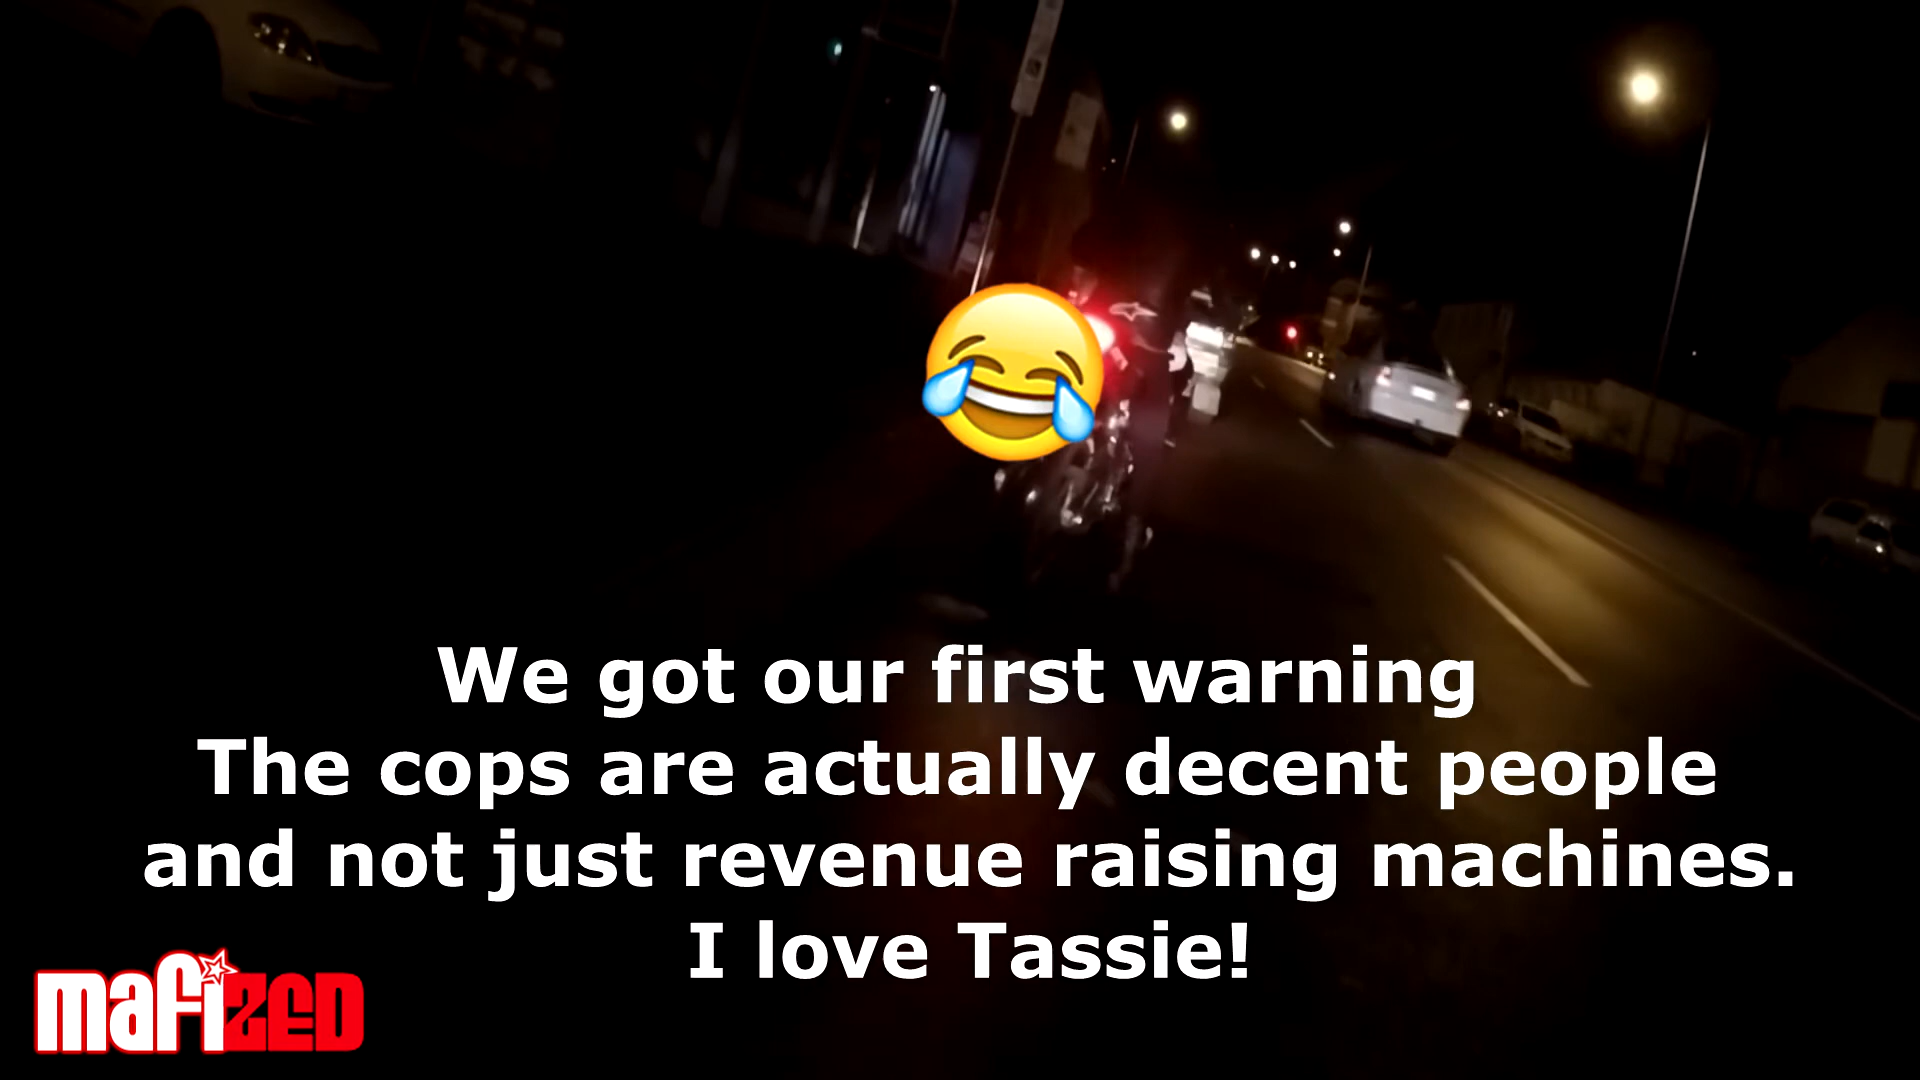 We got our first warning
The cops are actually decent people
and not just revenue raising machines.
I love Tassie!
mafizED